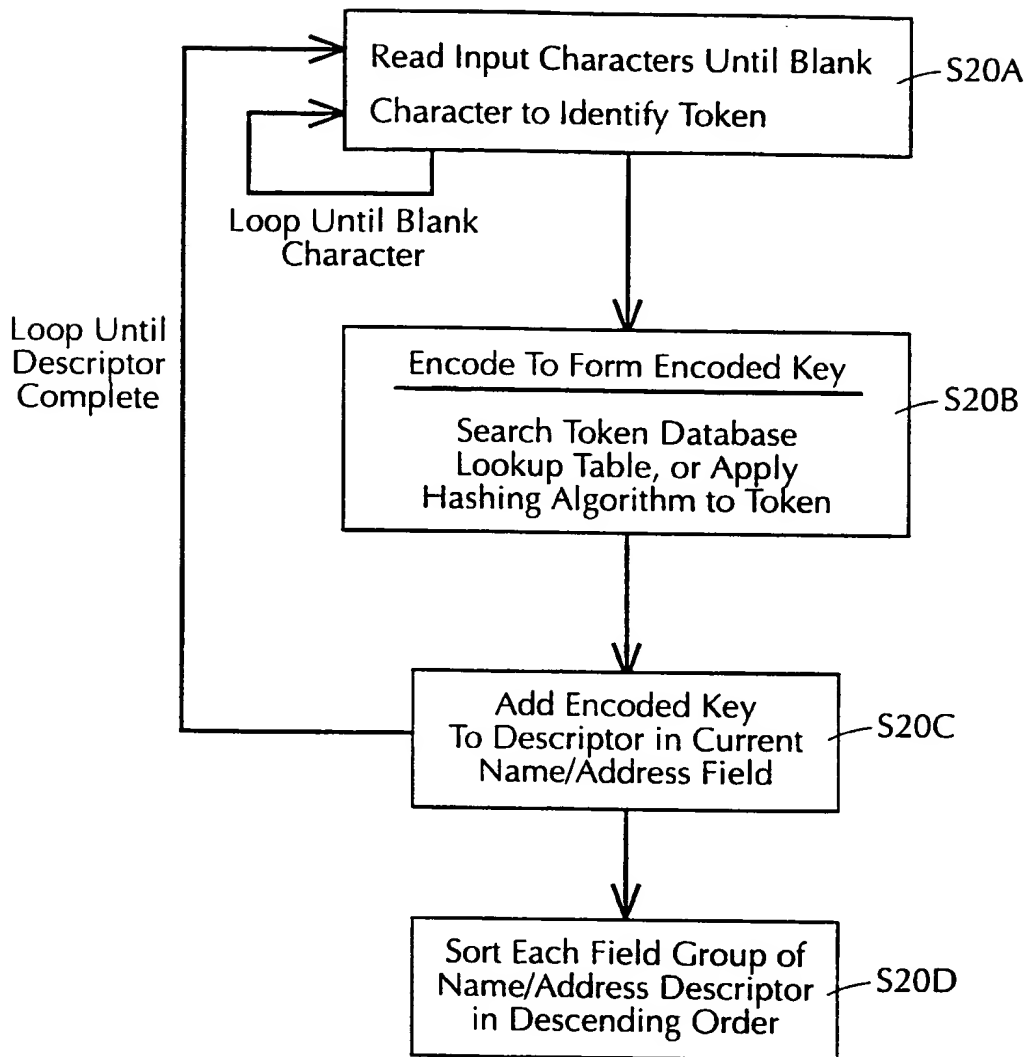 Read Input Characters Until Blank
Character to Identify Token
S20A
Loop Until Blank
Character
Loop Until
Descriptor
Complete
Encode To Form Encoded Key
Search Token Database
Lookup Table, or Apply
Hashing Algorithm to Token
S20B
Add Encoded Key
To Descriptor in Current
Name/Address Field
S20C
Sort Each Field Group of
Name/Address Descriptor
in Descending Order
S20D